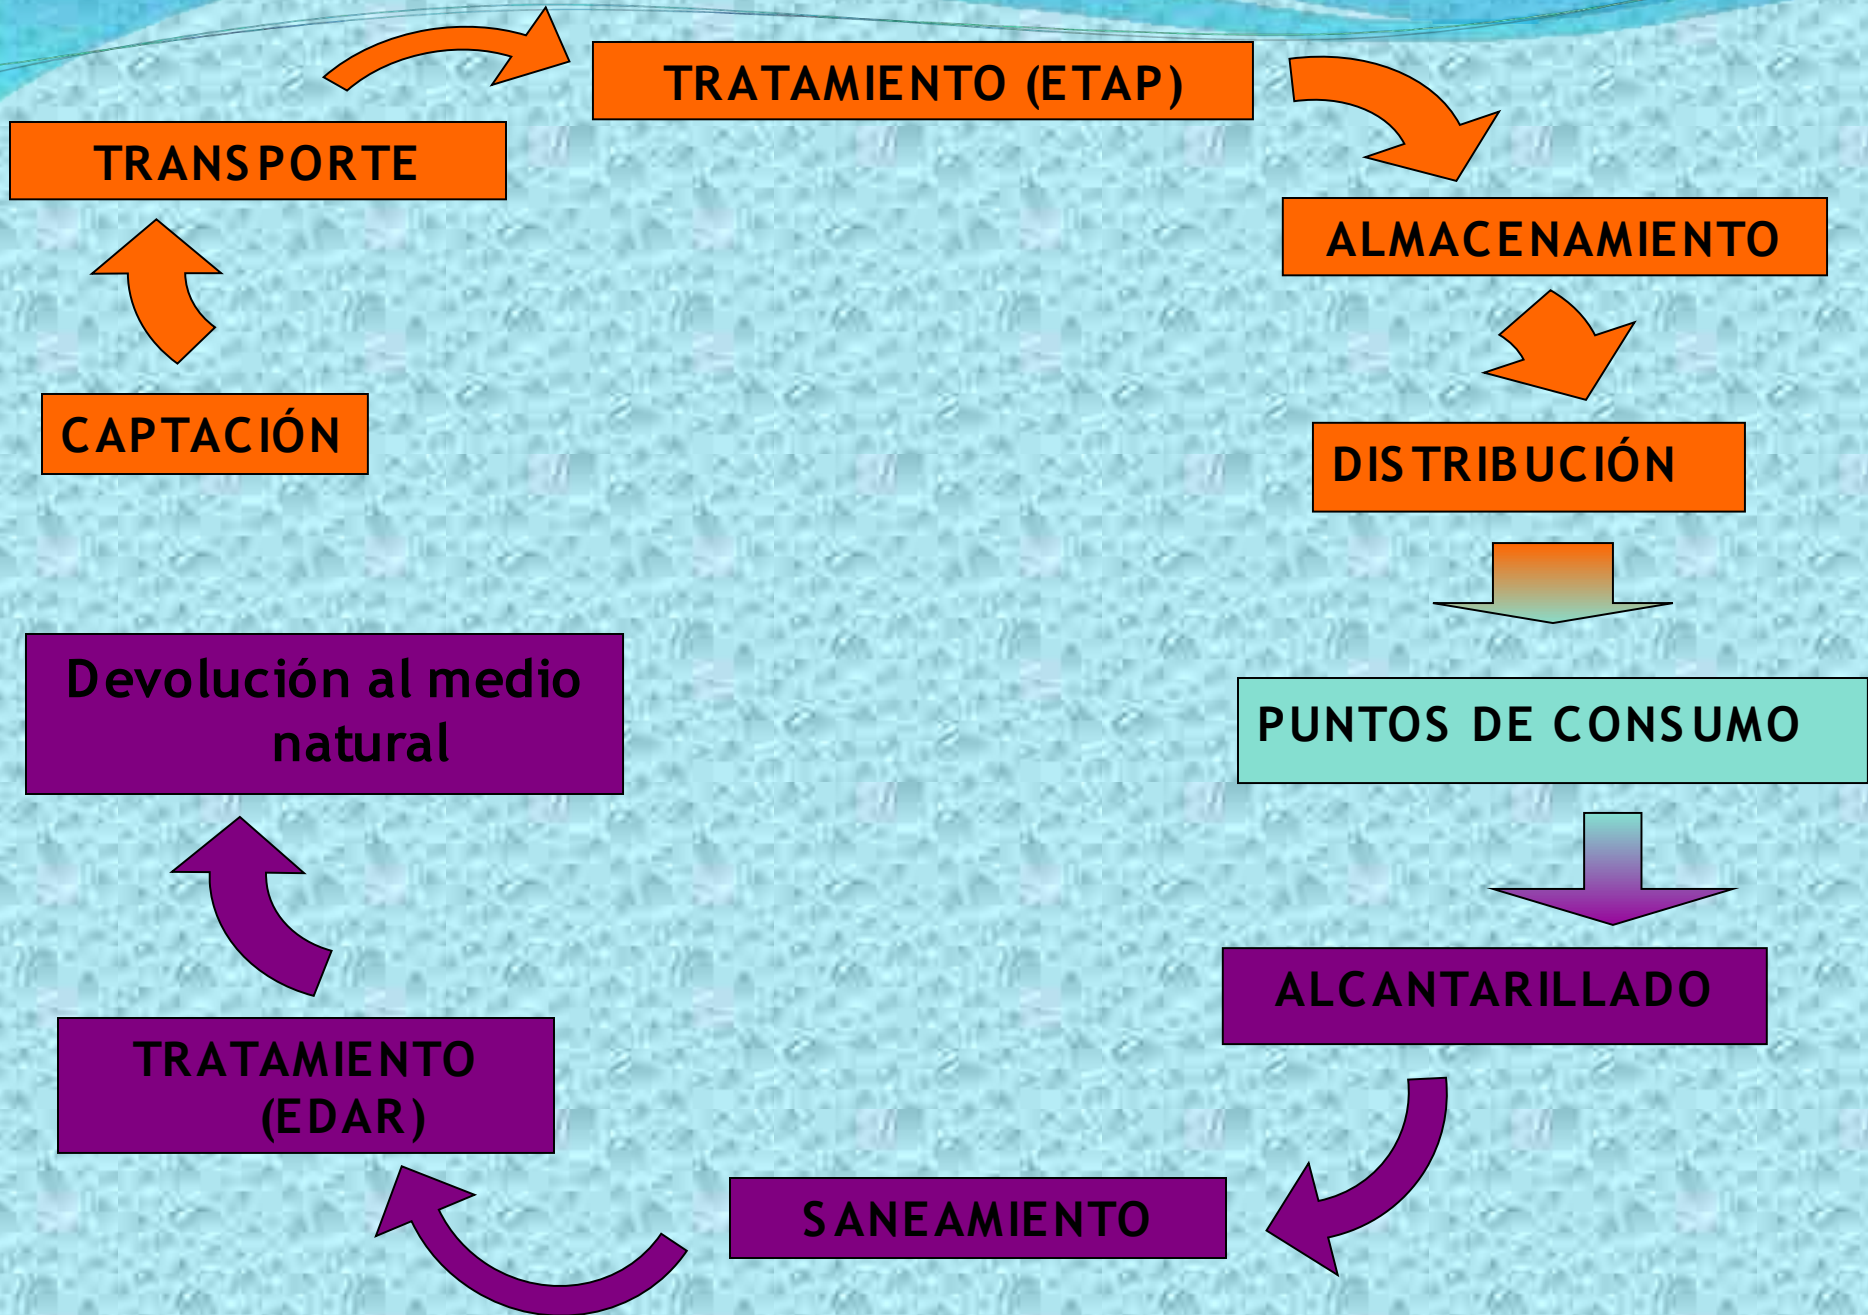 TRATAMIENTO (ETAP)
TRANSPORTE
ALMACENAMIENTO
CAPTACIÓN
DISTRIBUCIÓN
Devolución al medio
natural
PUNTOS DE CONSUMO
ALCANTARILLADO
TRATAMIENTO
(EDAR)
SANEAMIENTO